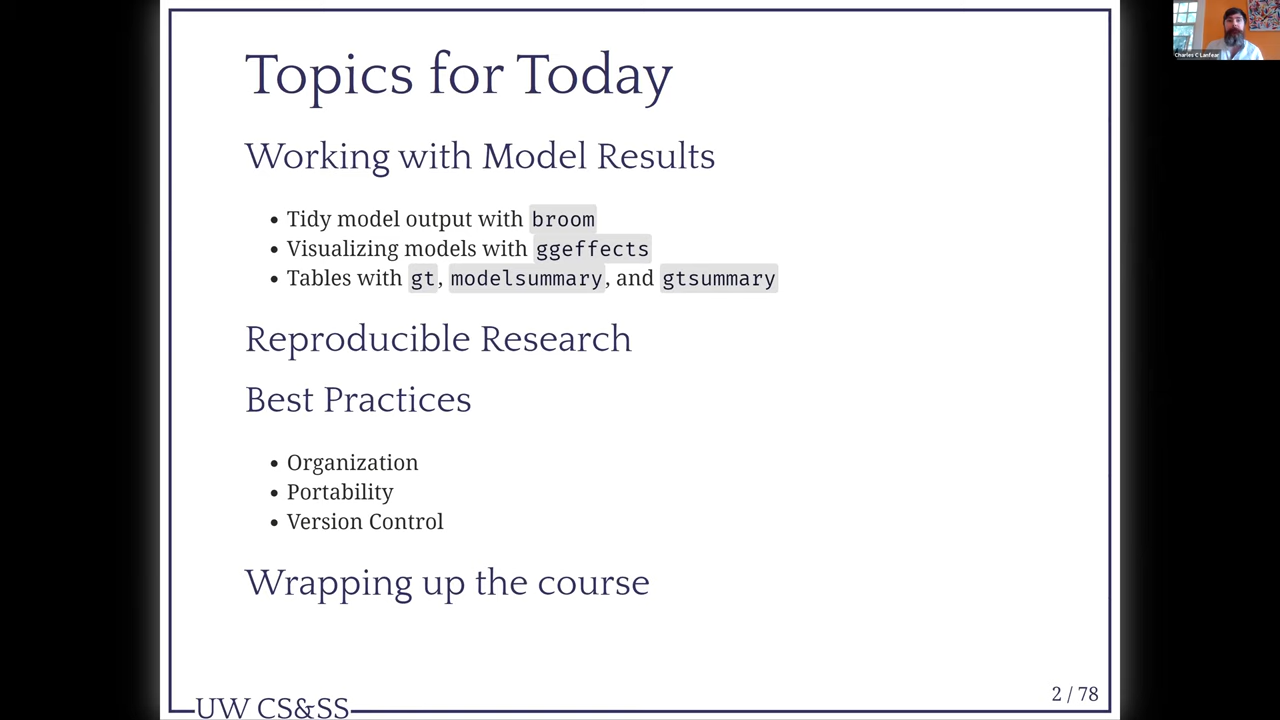 Topics for Today
Working with Model Results
• Tidy model output with broom
• Visualizing models with ggeffects
• Tables with gt, modelsummary, and gtsummary
Reproducible Research
Best Practices
• Organization
• Portability
• Version Control
Wrapping up the course
UW CS&SS
2 / 78
Charles C Lanfear